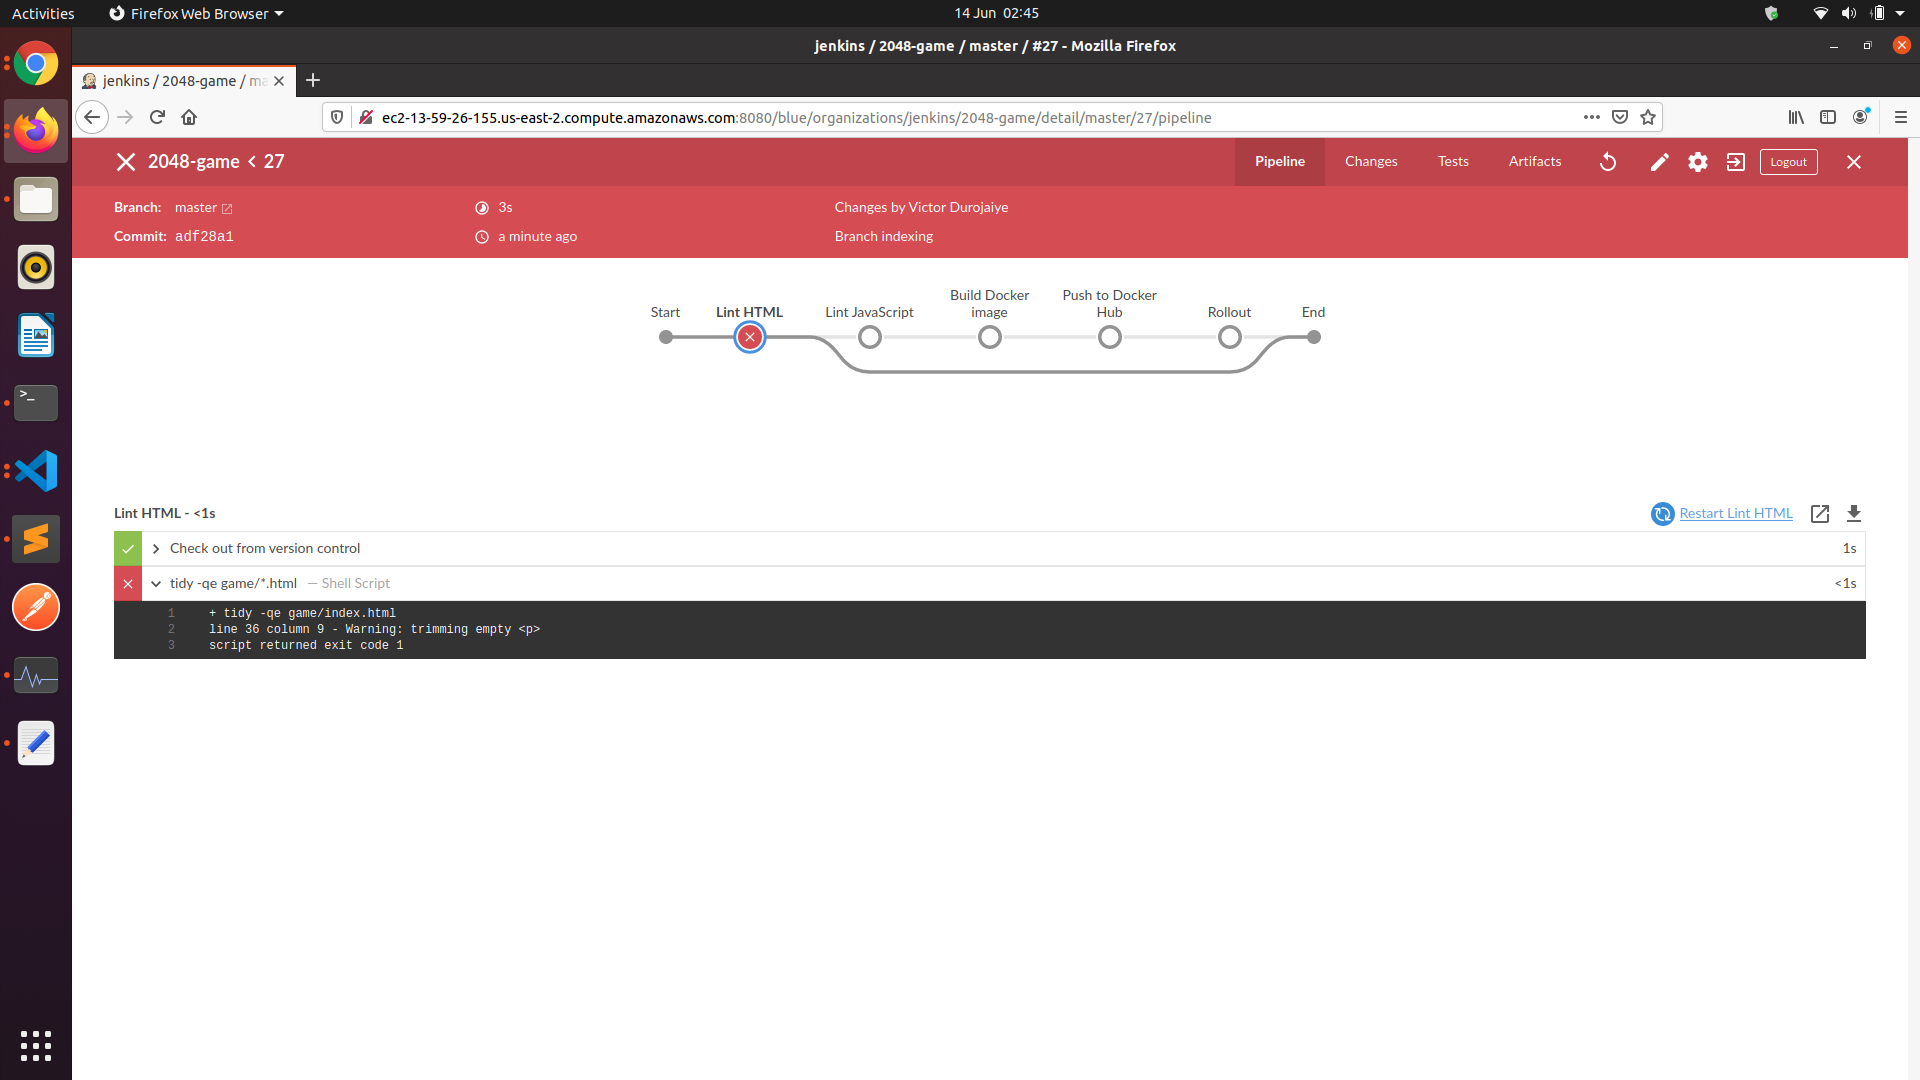 Activities Firefox Web Browser 14 Jun 02:45
jenkins / 2048-game / master / #27 - Mozilla Firefox
jenkins / 2048-game / ma
ec2-13-59-26-155.us-east-2.compute.amazonaws.com:8080/blue/organizations/jenkins/2048-game/detail/master/27/pipeline
2048-game < 27 Pipeline Changes Tests Artifacts Logout
Branch: master 3s Changes by Victor Durojaiye
Commit: adf28a1 a minute ago Branch indexing
Build Docker Push to Docker
Start Lint HTML Lint JavaScript image Hub Rollout End
Lint HTML - <1s Restart Lint HTML
Check out from version control 1s
tidy -qe game/*.html — Shell Script <1s
1 + tidy -qe game/index.html
2 line 36 column 9 - Warning: trimming empty <p>
3 script returned exit code 1